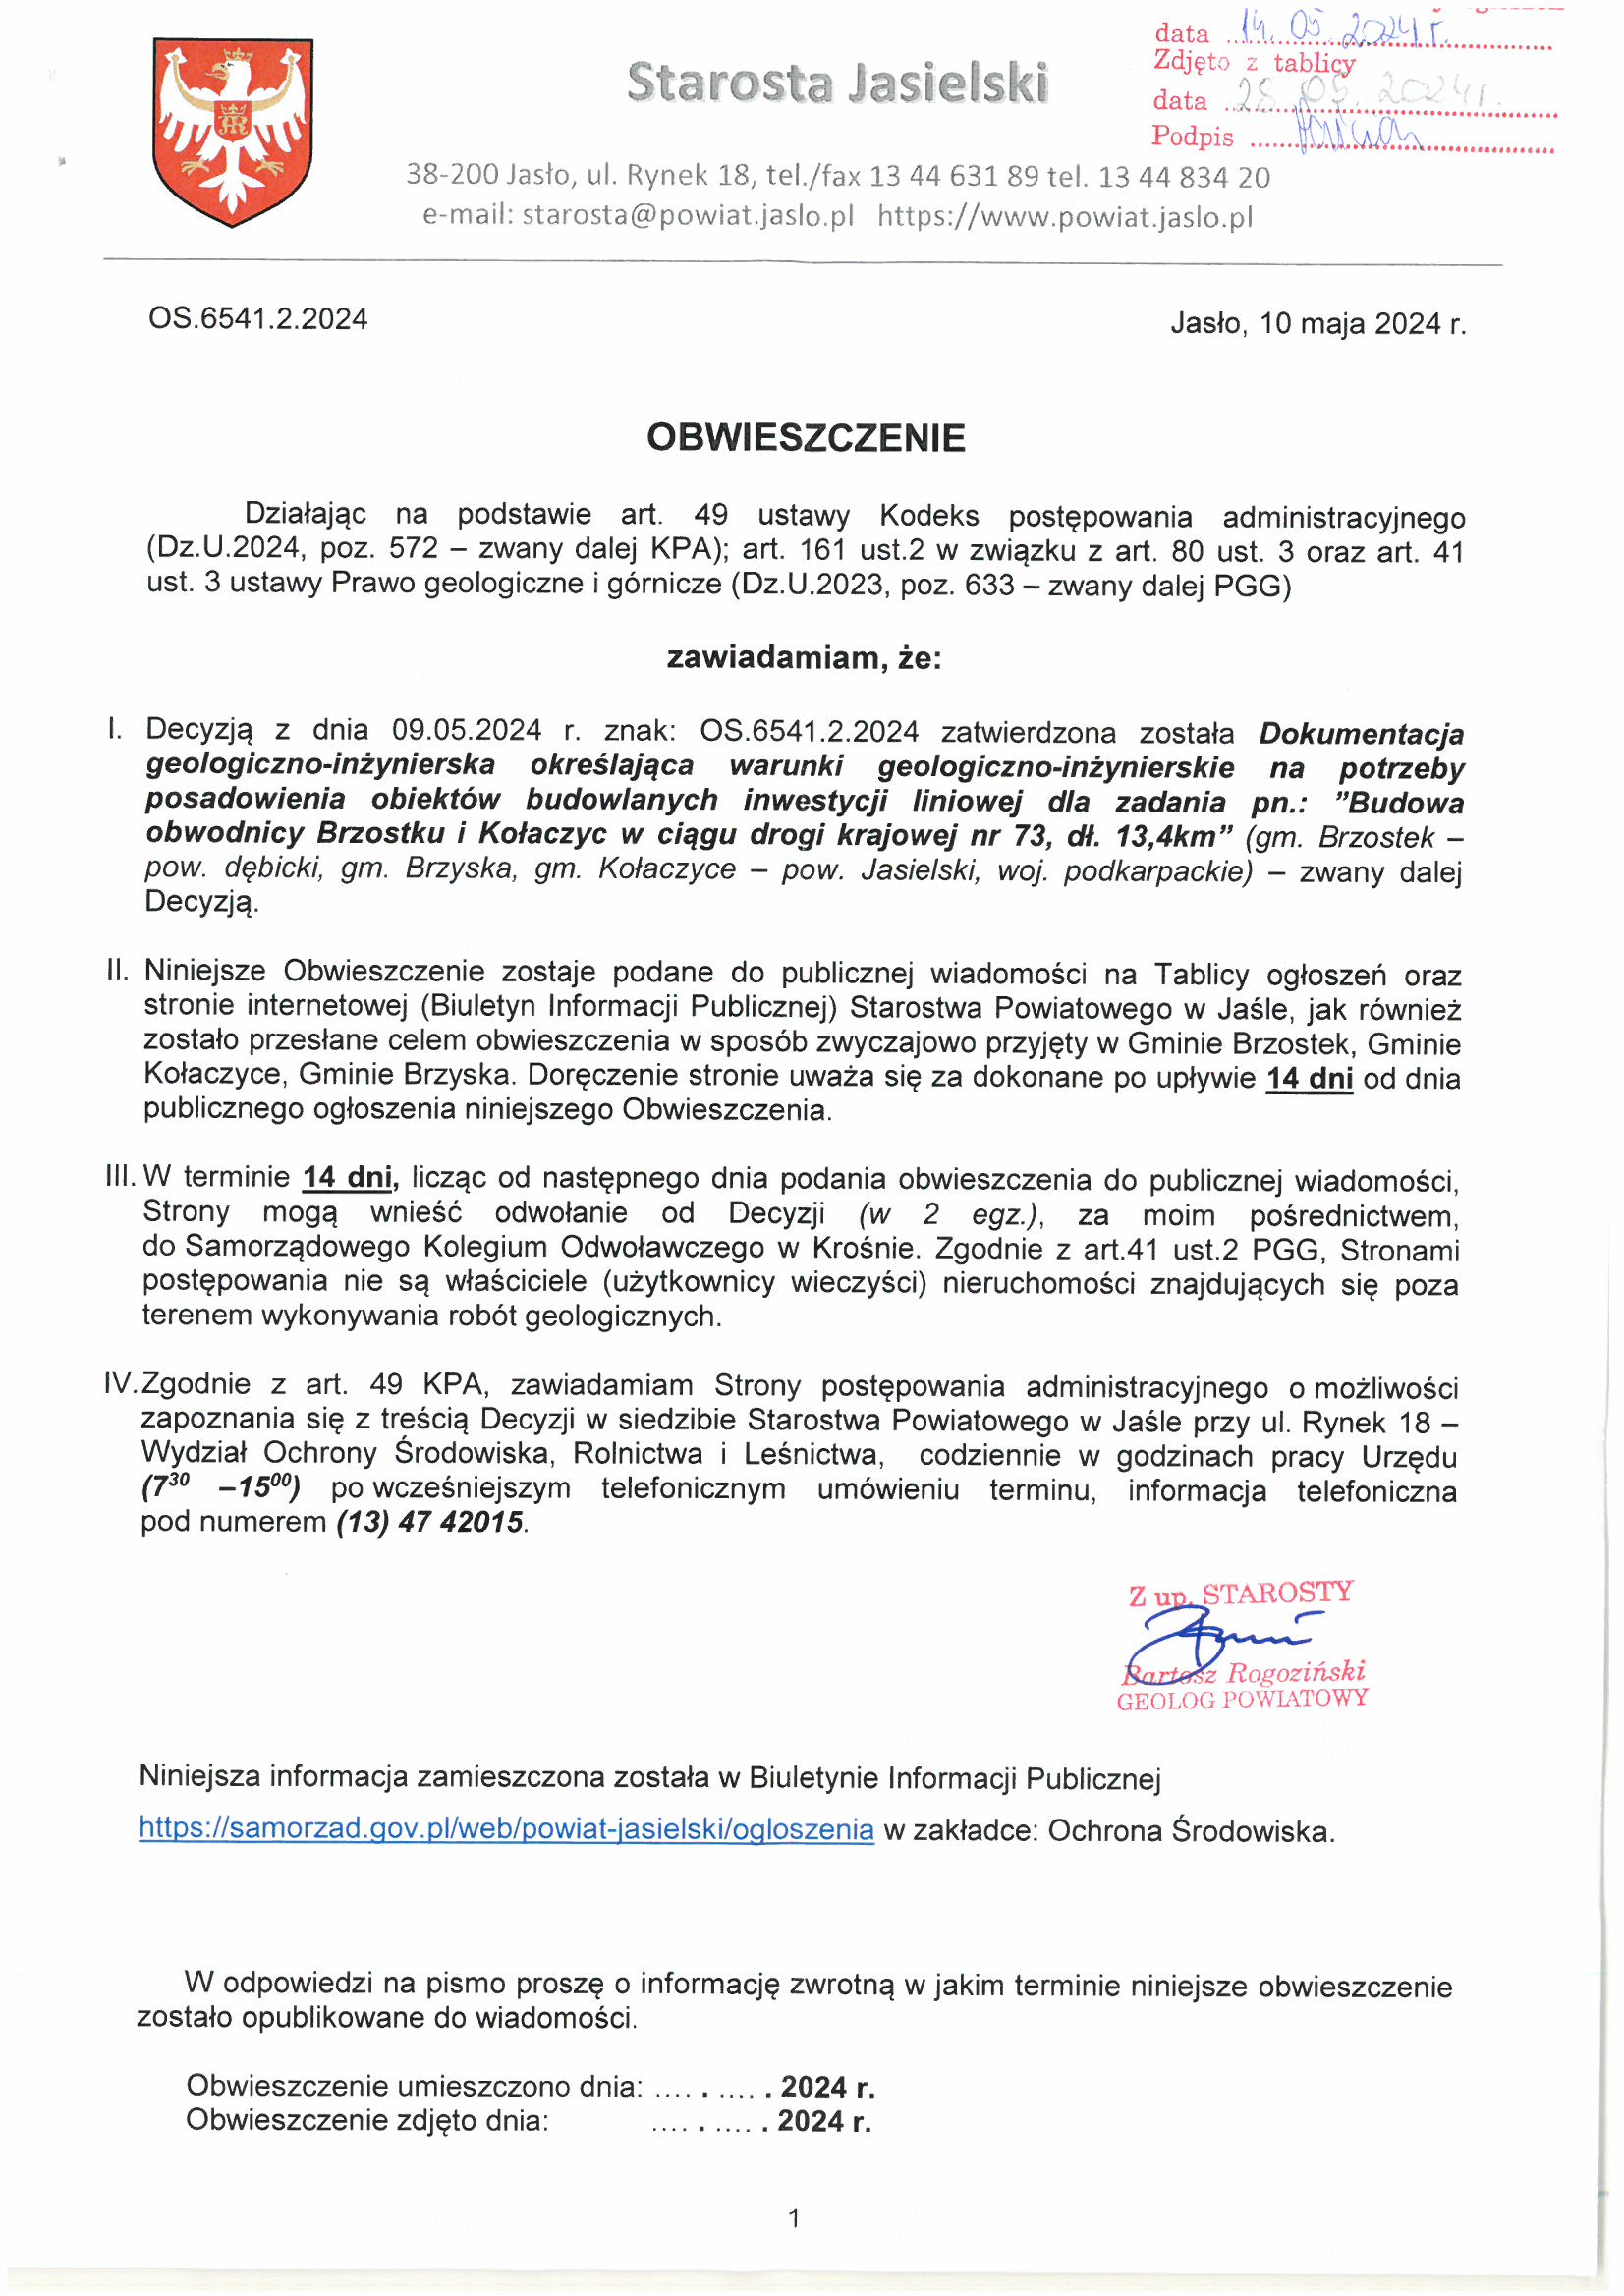 data 14.05.2024 r.
Zdjęto z tablicy
data 28.05.2024 r.
Podpis
Starosta Jasielski
38-200 Jasło, ul. Rynek 18, tel./fax 13 44 631 89 tel. 13 44 834 20
e-mail: starosta@powiat.jaslo.pl https://www.powiat.jaslo.pl
OS.6541.2.2024
Jasło, 10 maja 2024 r.
OBWIESZCZENIE
Działając na podstawie art. 49 ustawy Kodeks postępowania administracyjnego
(Dz.U.2024, poz. 572 – zwany dalej KPA); art. 161 ust.2 w związku z art. 80 ust. 3 oraz art. 41
ust. 3 ustawy Prawo geologiczne i górnicze (Dz.U.2023, poz. 633 – zwany dalej PGG)
zawiadamiam, że:
I. Decyzją z dnia 09.05.2024 r. znak: OS.6541.2.2024 zatwierdzona została Dokumentacja
geologiczno-inżynierska określająca warunki geologiczno-inżynierskie na potrzeby
posadowienia obiektów budowlanych inwestycji liniowej dla zadania pn.: ”Budowa
obwodnicy Brzostku i Kołaczyc w ciągu drogi krajowej nr 73, dł. 13,4km” (gm. Brzostek –
pow. dębicki, gm. Brzyska, gm. Kołaczyce – pow. Jasielski, woj. podkarpackie) – zwany dalej
Decyzją.
II. Niniejsze Obwieszczenie zostaje podane do publicznej wiadomości na Tablicy ogłoszeń oraz
stronie internetowej (Biuletyn Informacji Publicznej) Starostwa Powiatowego w Jaśle, jak również
zostało przesłane celem obwieszczenia w sposób zwyczajowo przyjęty w Gminie Brzostek, Gminie
Kołaczyce, Gminie Brzyska. Doręczenie stronie uważa się za dokonane po upływie 14 dni od dnia
publicznego ogłoszenia niniejszego Obwieszczenia.
III. W terminie 14 dni, licząc od następnego dnia podania obwieszczenia do publicznej wiadomości,
Strony mogą wnieść odwołanie od Decyzji (w 2 egz.), za moim pośrednictwem,
do Samorządowego Kolegium Odwoławczego w Krośnie. Zgodnie z art.41 ust.2 PGG, Stronami
postępowania nie są właściciele (użytkownicy wieczyści) nieruchomości znajdujących się poza
terenem wykonywania robót geologicznych.
IV. Zgodnie z art. 49 KPA, zawiadamiam Strony postępowania administracyjnego o możliwości
zapoznania się z treścią Decyzji w siedzibie Starostwa Powiatowego w Jaśle przy ul. Rynek 18 –
Wydział Ochrony Środowiska, Rolnictwa i Leśnictwa, codziennie w godzinach pracy Urzędu
(7³⁰ –15⁰⁰) po wcześniejszym telefonicznym umówieniu terminu, informacja telefoniczna
pod numerem (13) 47 42015.
Z up. STAROSTY
Bartosz Rogoziński
GEOLOG POWIATOWY
Niniejsza informacja zamieszczona została w Biuletynie Informacji Publicznej
https://samorzad.gov.pl/web/powiat-jasielski/ogloszenia w zakładce: Ochrona Środowiska.
W odpowiedzi na pismo proszę o informację zwrotną w jakim terminie niniejsze obwieszczenie
zostało opublikowane do wiadomości.
Obwieszczenie umieszczono dnia: .... . .... . 2024 r.
Obwieszczenie zdjęto dnia: .... . .... . 2024 r.
1